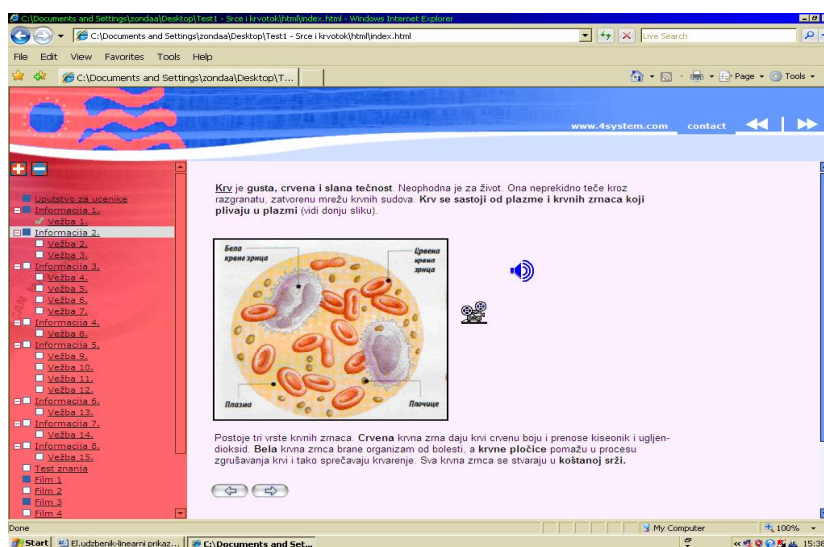 C:\Documents and Settings\zondaa\Desktop\Test1 - Srce i krvotok\html\index.html - Windows Internet Explorer
C:\Documents and Settings\zondaa\Desktop\Test1 - Srce i krvotok\html\index.html
Live Search
File Edit View Favorites Tools Help
C:\Documents and Settings\zondaa\Desktop\T...
Page Tools
www.4system.com contact
Uputstvo za ucenike
Informacija 1.
Vežba 1.
Informacija 2.
Vežba 2.
Vežba 3.
Informacija 3.
Vežba 4.
Vežba 5.
Vežba 6.
Vežba 7.
Informacija 4.
Vežba 8.
Informacija 5.
Vežba 9.
Vežba 10.
Vežba 11.
Vežba 12.
Informacija 6.
Vežba 13.
Informacija 7.
Vežba 14.
Informacija 8.
Vežba 15.
Test znanja
Film 1
Film 2
Film 3
Film 4
Krv je gusta, crvena i slana tečnost. Neophodna je za život. Ona neprekidno teče kroz
razgranatu, zatvorenu mrežu krvnih sudova. Krv se sastoji od plazme i krvnih zrnaca koji
plivaju u plazmi (vidi donju sliku).
Бела
крвне зрнца
Црвена
крвна
зрнца
Плазма
Плочице
Postoje tri vrste krvnih zrnaca. Crvena krvna zrna daju krvi crvenu boju i prenose kiseonik i ugljen-
dioksid. Bela krvna zrnca brane organizam od bolesti, a krvne pločice pomažu u procesu
zgrušavanja krvi i tako sprečavaju krvarenje. Sva krvna zrnca se stvaraju u koštanoj srži.
Done
My Computer
100%
Start
El.udzbenik-linearni prikaz...
C:\Documents and Set...
15:38